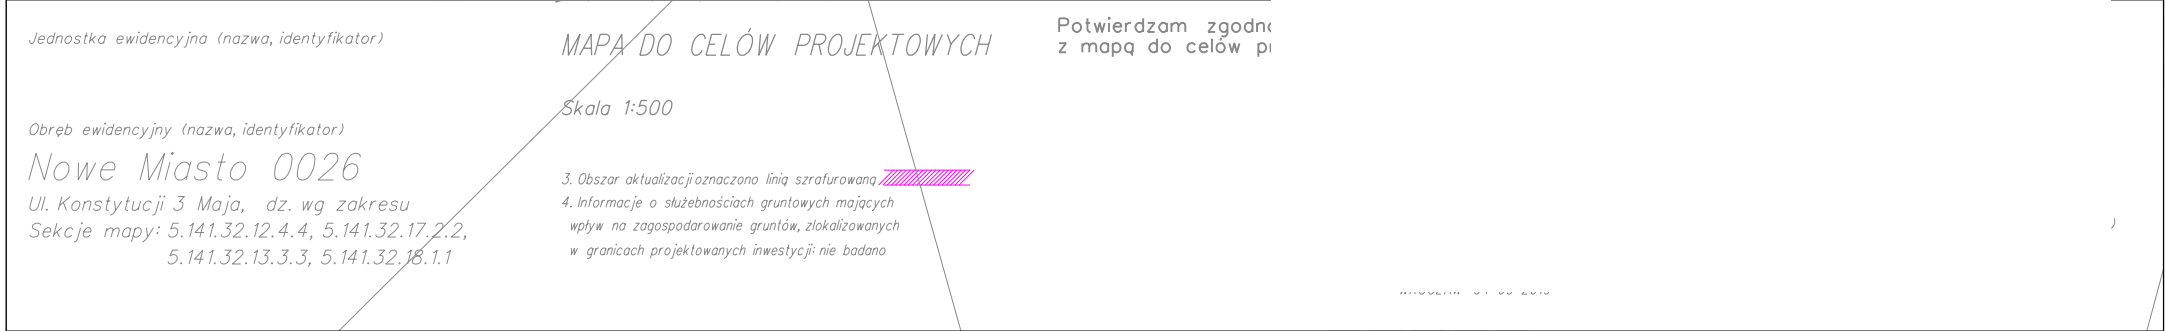 Jednostka ewidencyjna (nazwa, identyfikator)
Obręb ewidencyjny (nazwa, identyfikator)
Nowe Miasto 0026
Ul. Konstytucji 3 Maja, dz. wg zakresu
Sekcje mapy: 5.141.32.12.4.4, 5.141.32.17.2.2,
5.141.32.13.3.3, 5.141.32.18.1.1
MAPA DO CELÓW PROJEKTOWYCH
Skala 1:500
3. Obszar aktualizacji oznaczono linią szrafurowaną
4. Informacje o służebnościach gruntowych mających
wpływ na zagospodarowanie gruntów, zlokalizowanych
w granicach projektowanych inwestycji: nie badano
Potwierdzam
z mapą do celów